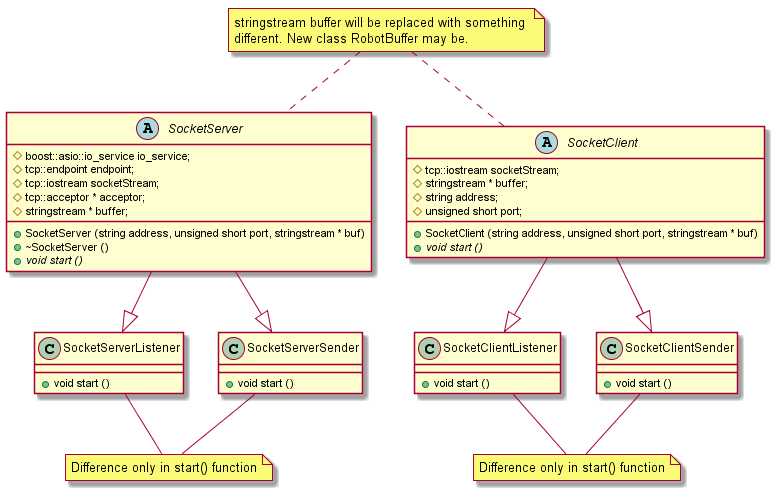 stringstream buffer will be replaced with something
different. New class RobotBuffer may be.
A SocketServer
boost::asio::io_service io_service;
tcp::endpoint endpoint;
tcp::iostream socketStream;
tcp::acceptor * acceptor;
stringstream * buffer;
SocketServer (string address, unsigned short port, stringstream * buf)
~SocketServer ()
void start ()
A SocketClient
tcp::iostream socketStream;
stringstream * buffer;
string address;
unsigned short port;
SocketClient (string address, unsigned short port, stringstream * buf)
void start ()
C SocketServerListener
void start ()
C SocketServerSender
void start ()
C SocketClientListener
void start ()
C SocketClientSender
void start ()
Difference only in start() function
Difference only in start() function